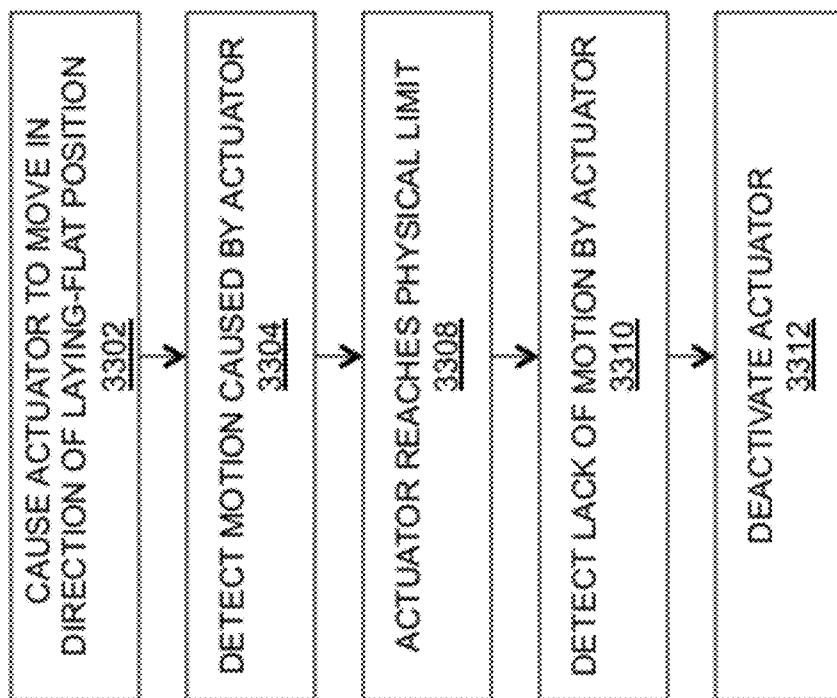 CAUSE ACTUATOR TO MOVE IN
DIRECTION OF LAYING-FLAT POSITION
3302
DETECT MOTION CAUSED BY ACTUATOR
3304
ACTUATOR REACHES PHYSICAL LIMIT
3308
DETECT LACK OF MOTION BY ACTUATOR
3310
DEACTIVATE ACTUATOR
3312